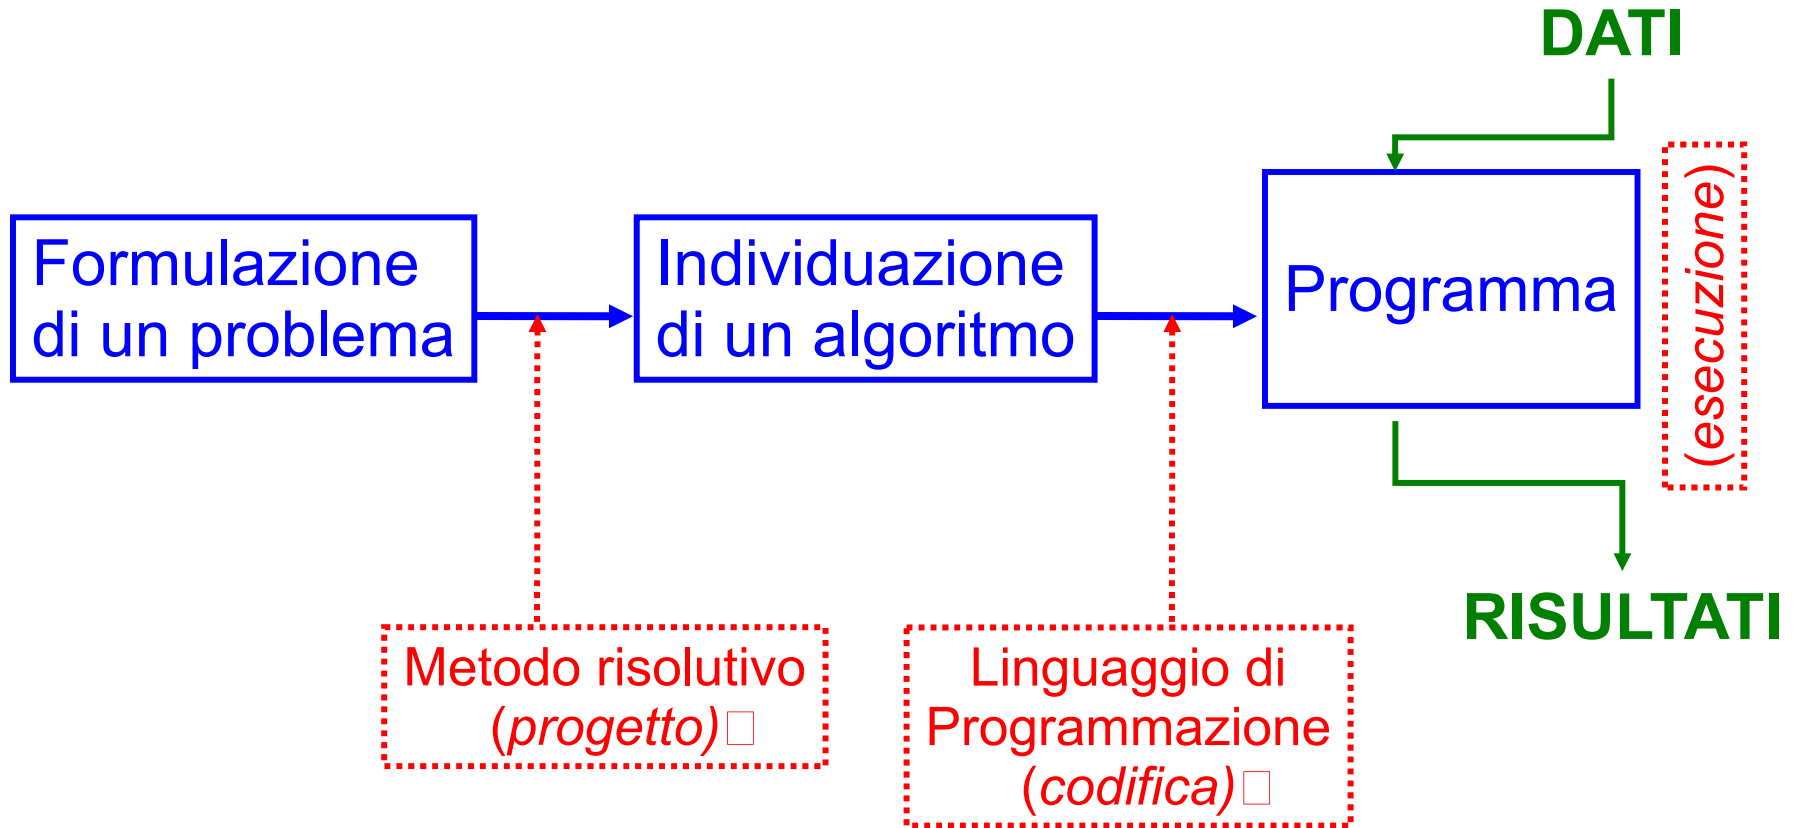 DATI
Formulazione
di un problema
Individuazione
di un algoritmo
Programma
(esecuzione)
RISULTATI
Metodo risolutivo
(progetto)
Linguaggio di
Programmazione
(codifica)